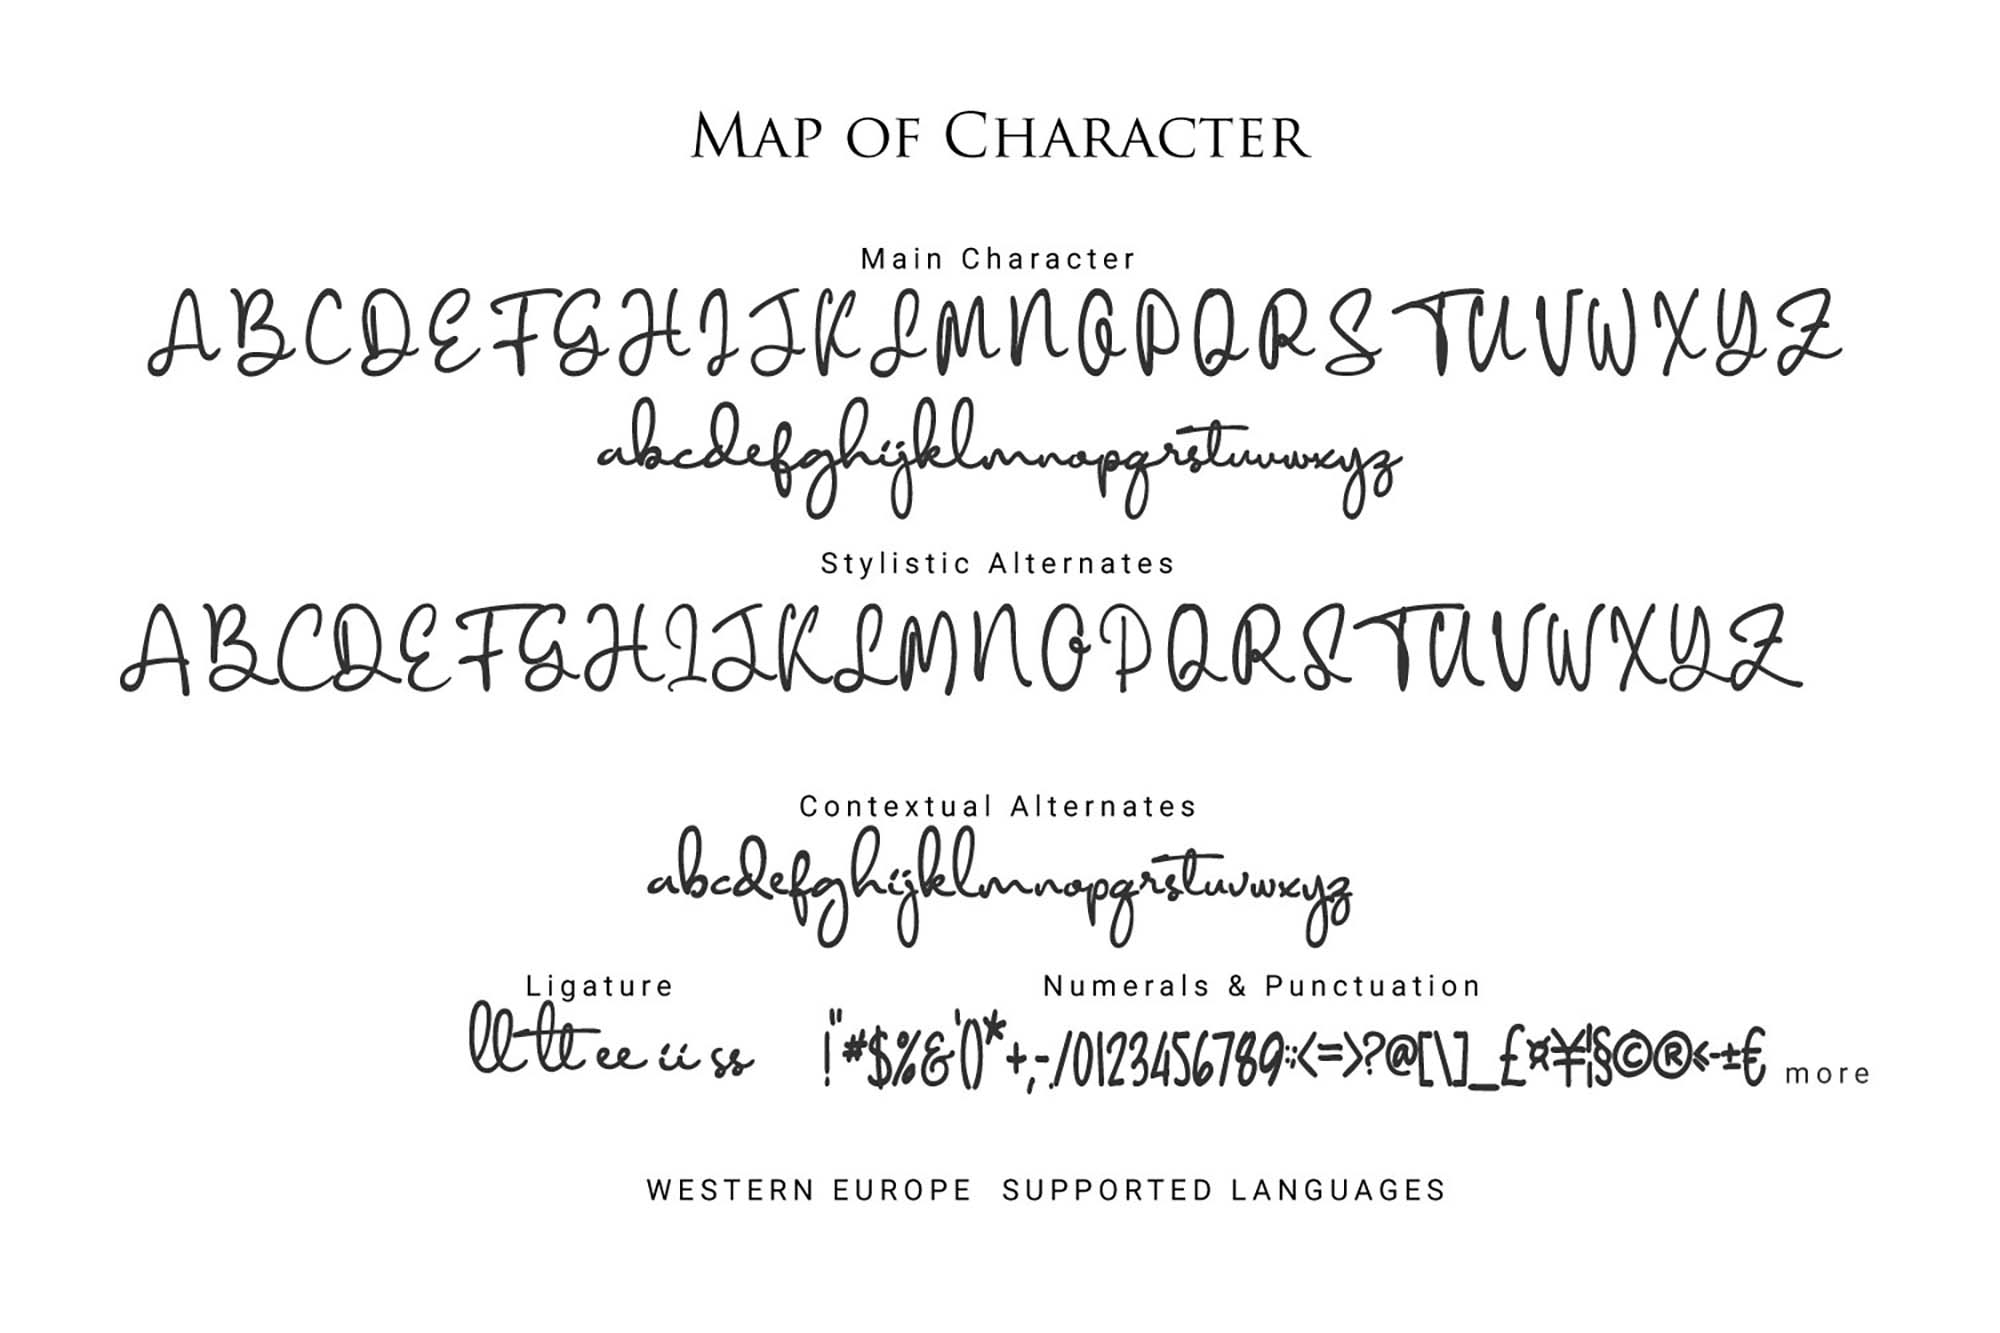 MAP OF CHARACTER
Main Character
ABCDEFGHIJKLMNOPQRSTUVWXYZ
abcdefghijklmnopqrstuvwxyz
Stylistic Alternates
ABCDEFGHIJKLMNOPQRSTUVWXYZ
Contextual Alternates
abcdefghijklmnopqrstuvwxyz
Ligature
ll tt tt ee ii ss
Numerals & Punctuation
!"#$%&'()*+,-./0123456789:;<=>?@[\]_£¤¥¦§©®<-±€ more
WESTERN EUROPE SUPPORTED LANGUAGES